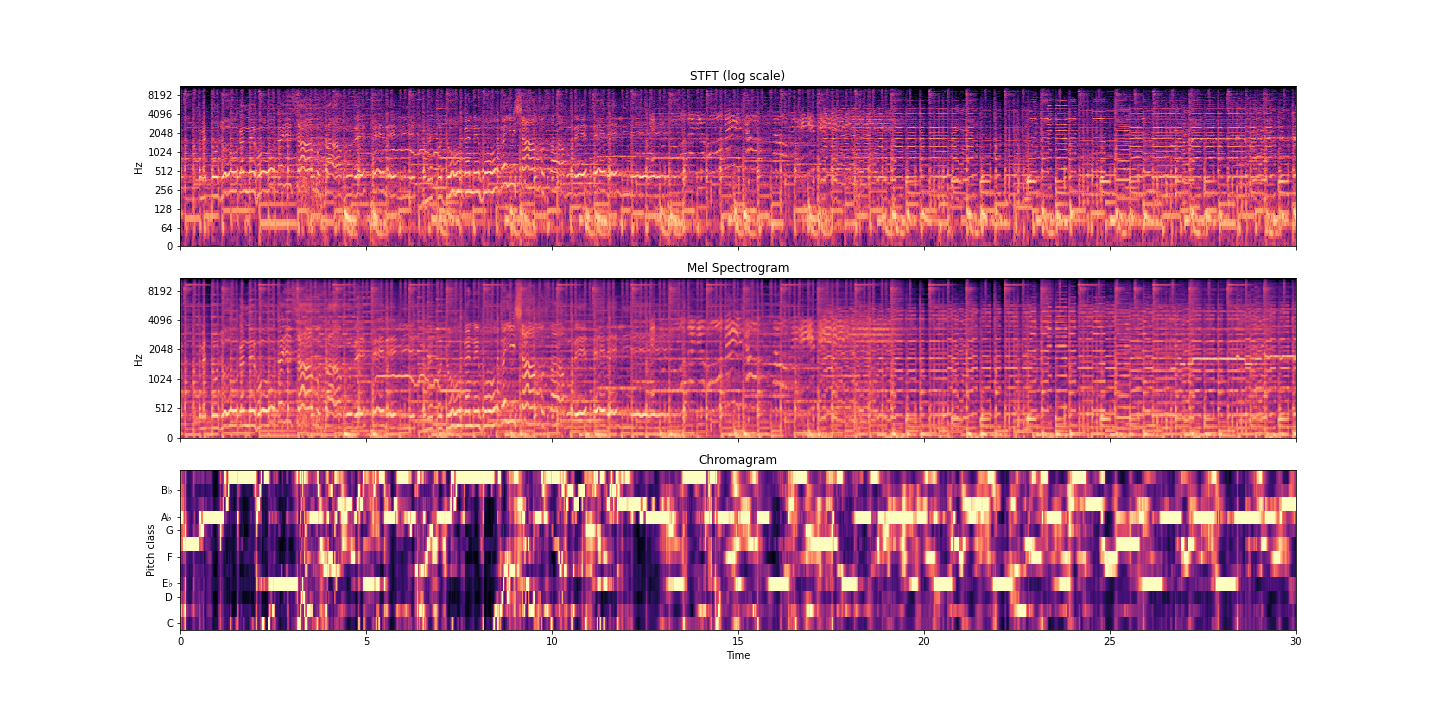 STFT (log scale)
8192
4096
2048
1024
512
256
128
64
0
Hz
Mel Spectrogram
8192
4096
2048
1024
512
0
Hz
Chromagram
B♭
A♭
G
F
E♭
D
C
Pitch class
0 5 10 15 20 25 30
Time